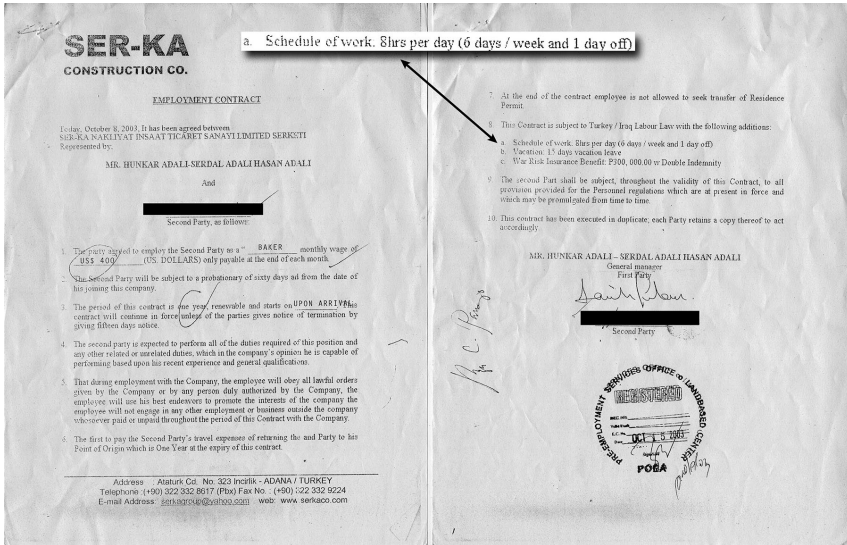 SER-KA
CONSTRUCTION CO.
a. Schedule of work. 8hrs per day (6 days / week and 1 day off)
EMPLOYMENT CONTRACT
Today, October 8, 2003, It has been agreed between
SER-KA NAKLIYAT INSAAT TICARET SANAYI LIMITED SERKETI
Represented by:
MR. HUNKAR ADALI-SERDAL ADALI HASAN ADALI
And
Second Party, as follows:
1. The party agreed to employ the Second Party as a " BAKER monthly wage of
US$ 400 (US. DOLLARS) only payable at the end of each month.
2. The Second Party will be subject to a probationary of sixty days ad from the date of
his joining this company.
3. The period of this contract is one year, renewable and starts on UPON ARRIVAL This
contract will continue in force unless of the parties gives notice of termination by
giving fifteen days notice.
4. The second party is expected to perform all of the duties required of this position and
any other related or unrelated duties, which in the company's opinion he is capable of
performing based upon his recent experience and general qualifications.
5. That during employment with the Company, the employee will obey all lawful orders
given by the Company or by any person duly authorized by the Company, the
employee will use his best endeavors to promote the interests of the company the
employee will not engage in any other employment or business outside the company
whosoever paid or unpaid throughout the period of this Contract with the Company.
6. The first to pay the Second Party's travel expenses of returning the and Party to his
Point of Origin which is One Year at the expiry of this contract.
Address : Ataturk Cd. No. 323 Incirlik - ADANA / TURKEY
Telephone :(+90) 322 332 8617 (Pbx) Fax No. : (+90) 322 332 9224
E-mail Address: serkagroup@yahoo.com web: www.serkaco.com
7. At the end of the contract employee is not allowed to seek transfer of Residence
Permit.
8. This Contract is subject to Turkey / Iraq Labour Law with the following additions:
a. Schedule of work. 8hrs per day (6 days / week and 1 day off)
b. Vacation: 15 days vacation leave
c. War Risk Insurance Benefit: P300, 000.00 w Double Indemnity
9. The second Part shall be subject, throughout the validity of this Contract, to all
provision provided for the Personnel regulations which are at present in force and
which may be promulgated from time to time.
10. This contract has been executed in duplicate; each Party retains a copy thereof to act
accordingly.
MR. HUNKAR ADALI – SERDAL ADALI HASAN ADALI
General manager
First Party
Second Party
PRE-EMPLOYMENT SERVICES OFFICE LANDBASED CENTER
REGISTERED
OCT 15 2003
POEA